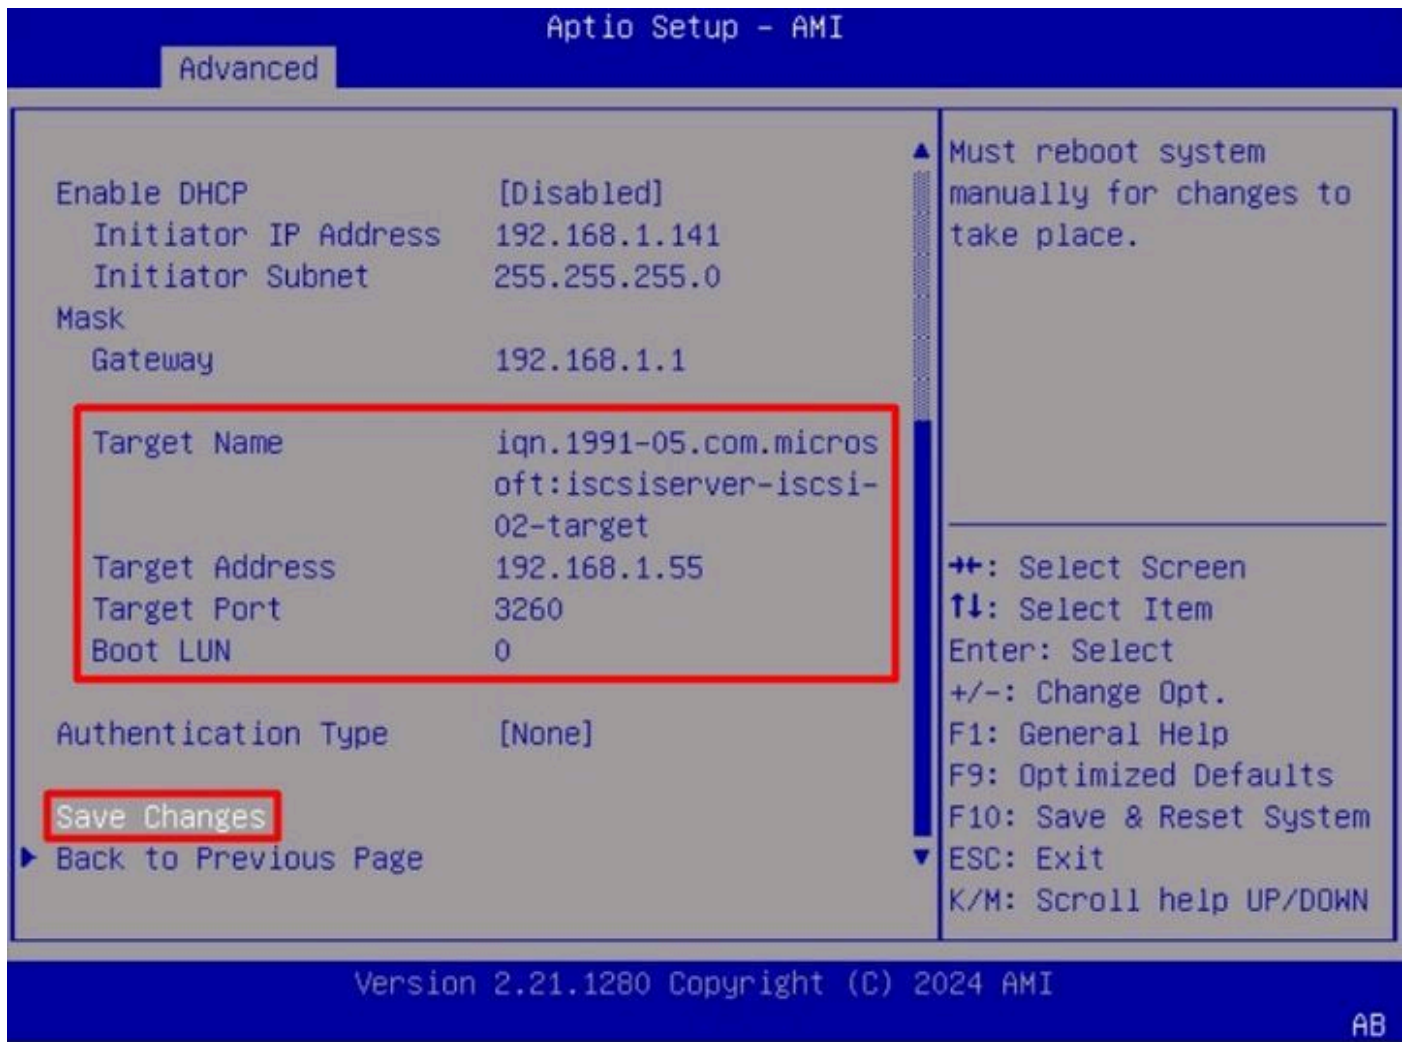 Aptio Setup - AMI
Advanced
Enable DHCP [Disabled]
Initiator IP Address 192.168.1.141
Initiator Subnet 255.255.255.0
Mask
Gateway 192.168.1.1
Target Name iqn.1991-05.com.micros
oft:iscsiserver-iscsi-
02-target
Target Address 192.168.1.55
Target Port 3260
Boot LUN 0
Authentication Type [None]
Save Changes
Back to Previous Page
Must reboot system
manually for changes to
take place.
→←: Select Screen
↑↓: Select Item
Enter: Select
+/-: Change Opt.
F1: General Help
F9: Optimized Defaults
F10: Save & Reset System
ESC: Exit
K/M: Scroll help UP/DOWN
Version 2.21.1280 Copyright (C) 2024 AMI
AB